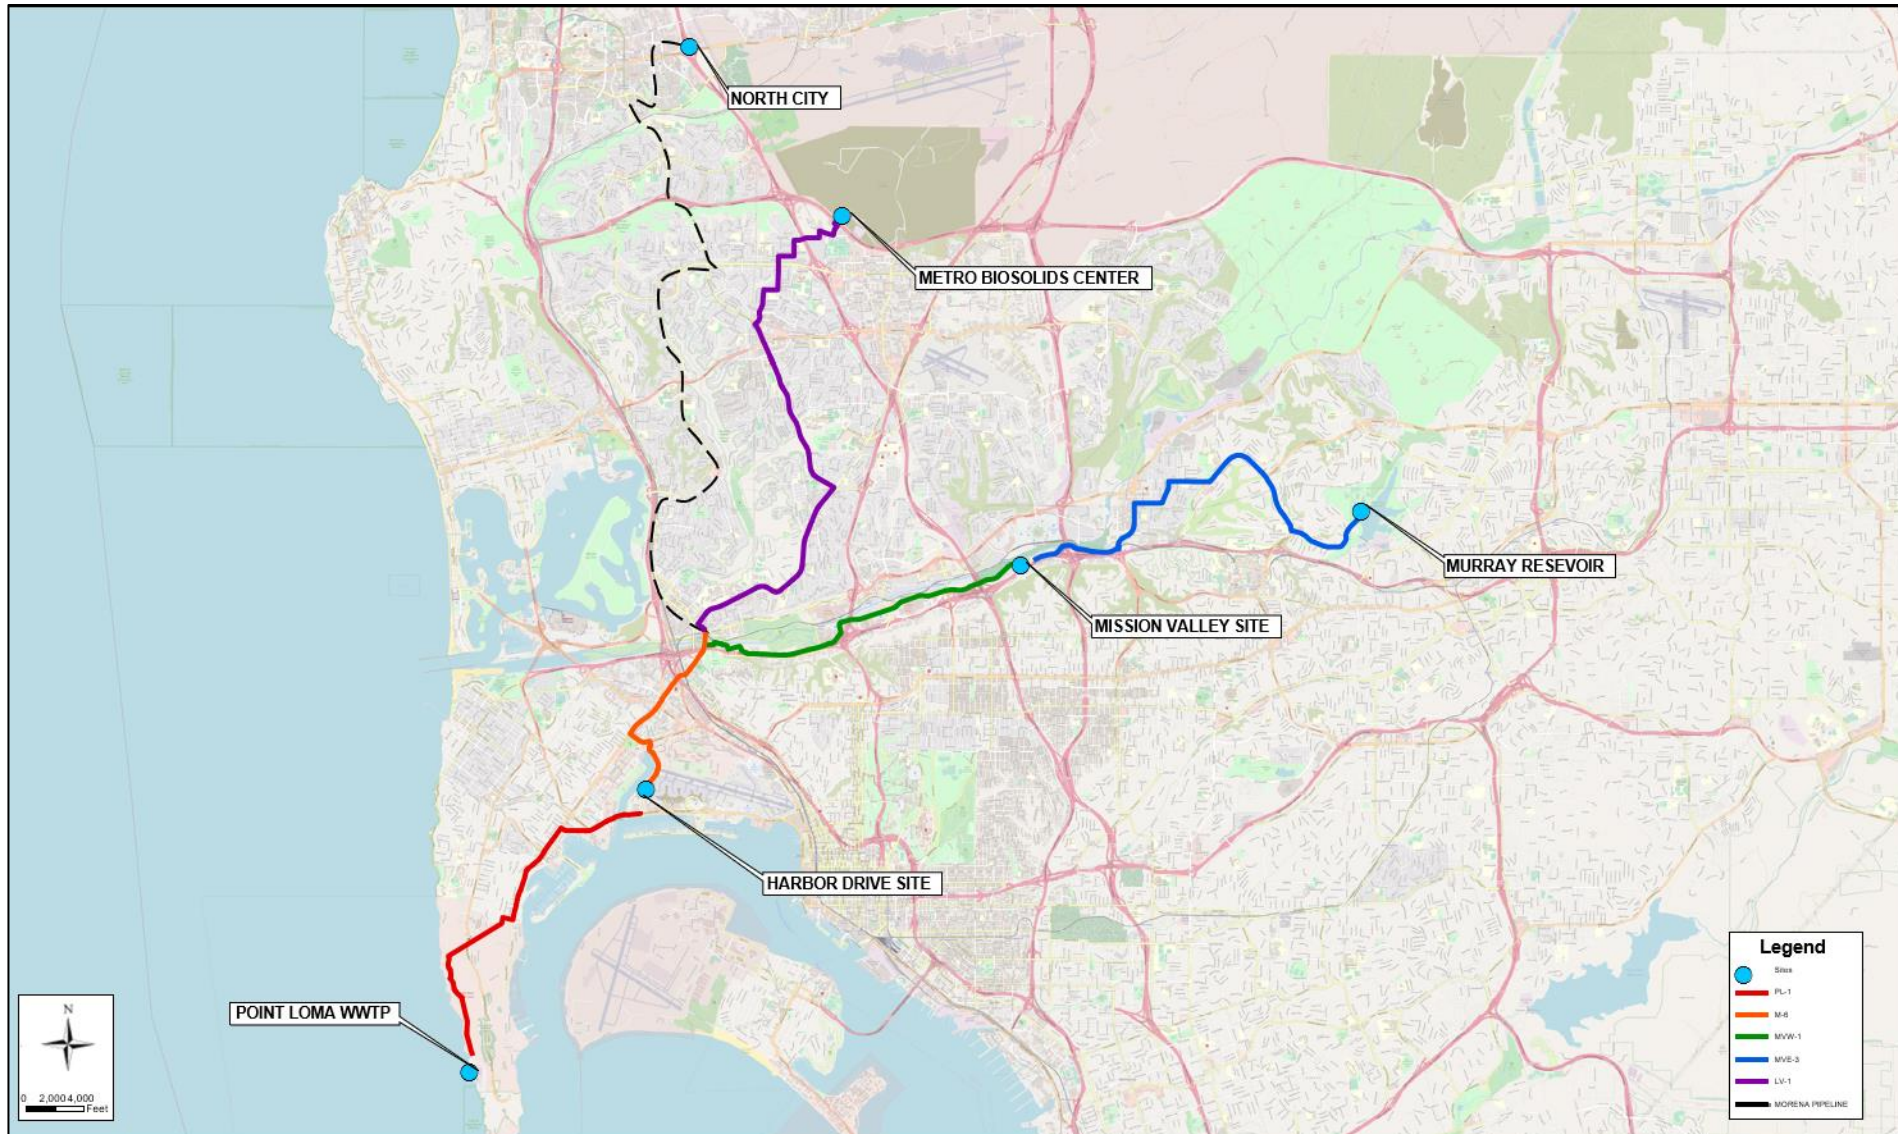 NORTH CITY
METRO BIOSOLIDS CENTER
MURRAY RESEVOIR
MISSION VALLEY SITE
HARBOR DRIVE SITE
POINT LOMA WWTP
N
0 2,000 4,000
Feet
Legend
Sites
PL-1
M-6
MVW-1
MVE-3
LV-1
MORENA PIPELINE